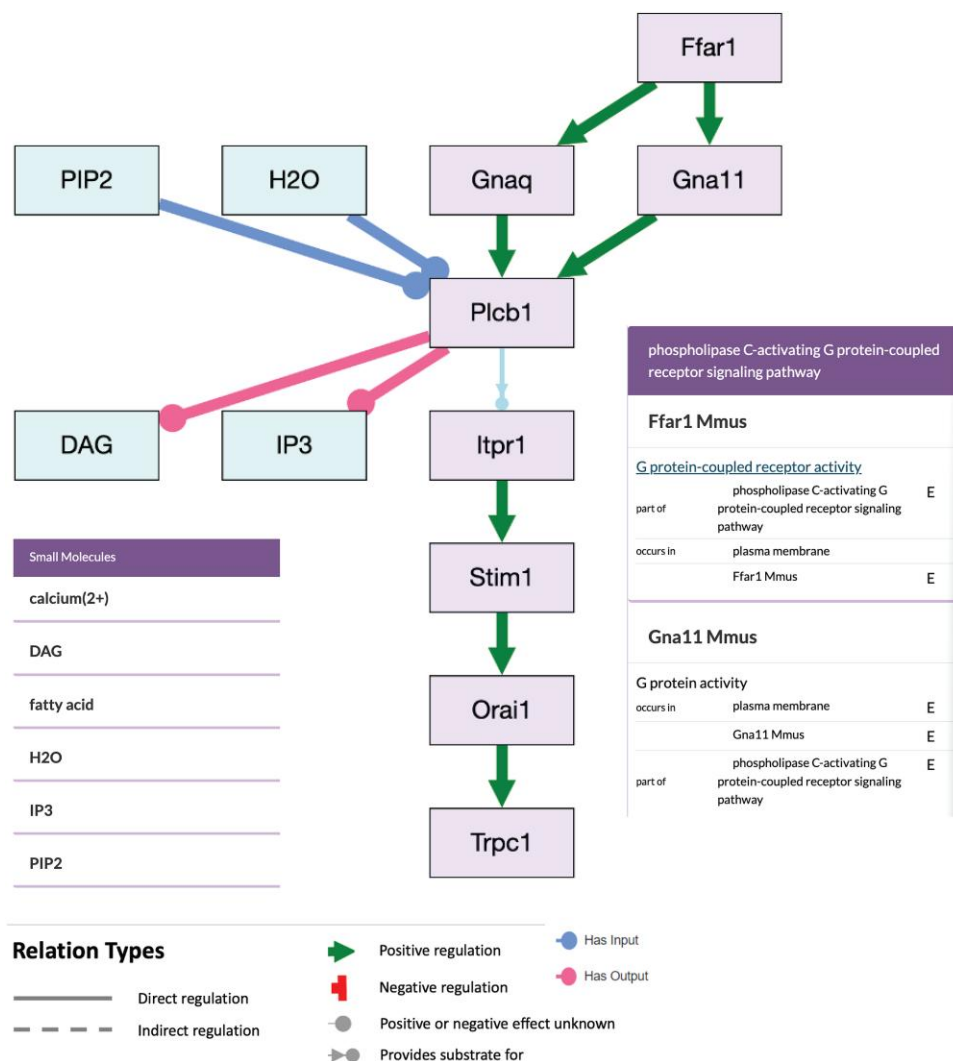 Ffar1
PIP2
H2O
Gnaq
Gna11
Plcb1
DAG
IP3
Itpr1
Stim1
Orai1
Trpc1
Small Molecules
calcium(2+)
DAG
fatty acid
H2O
IP3
PIP2
phospholipase C-activating G protein-coupled
receptor signaling pathway
Ffar1 Mmus
G protein-coupled receptor activity
part of
phospholipase C-activating G
protein-coupled receptor signaling
pathway
E
occurs in
plasma membrane
Ffar1 Mmus
E
Gna11 Mmus
G protein activity
occurs in
plasma membrane
E
Gna11 Mmus
E
part of
phospholipase C-activating G
protein-coupled receptor signaling
pathway
E
Relation Types
Direct regulation
Indirect regulation
Positive regulation
Negative regulation
Positive or negative effect unknown
Provides substrate for
Has Input
Has Output